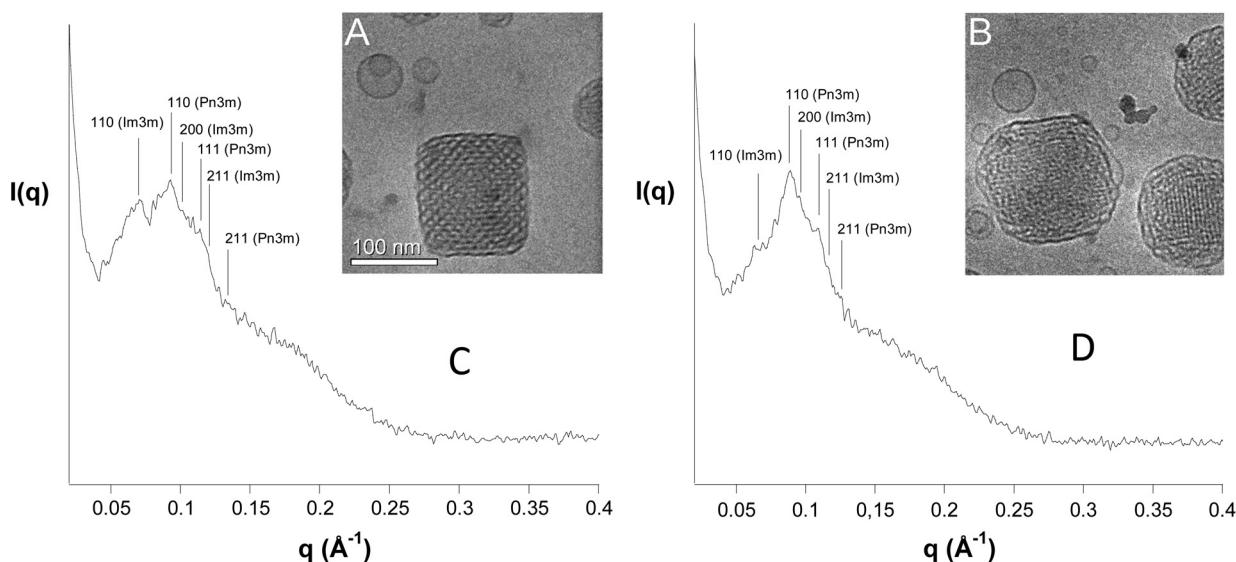 A
100 nm
110 (Pn3m)
110 (Im3m)
200 (Im3m)
111 (Pn3m)
211 (Im3m)
211 (Pn3m)
I(q)
C
0.05 0.1 0.15 0.2 0.25 0.3 0.35 0.4
q (Å-1)
B
110 (Pn3m)
200 (Im3m)
111 (Pn3m)
110 (Im3m)
211 (Im3m)
211 (Pn3m)
I(q)
D
0.05 0.1 0,15 0.2 0.25 0.3 0.35 0.4
q (Å-1)